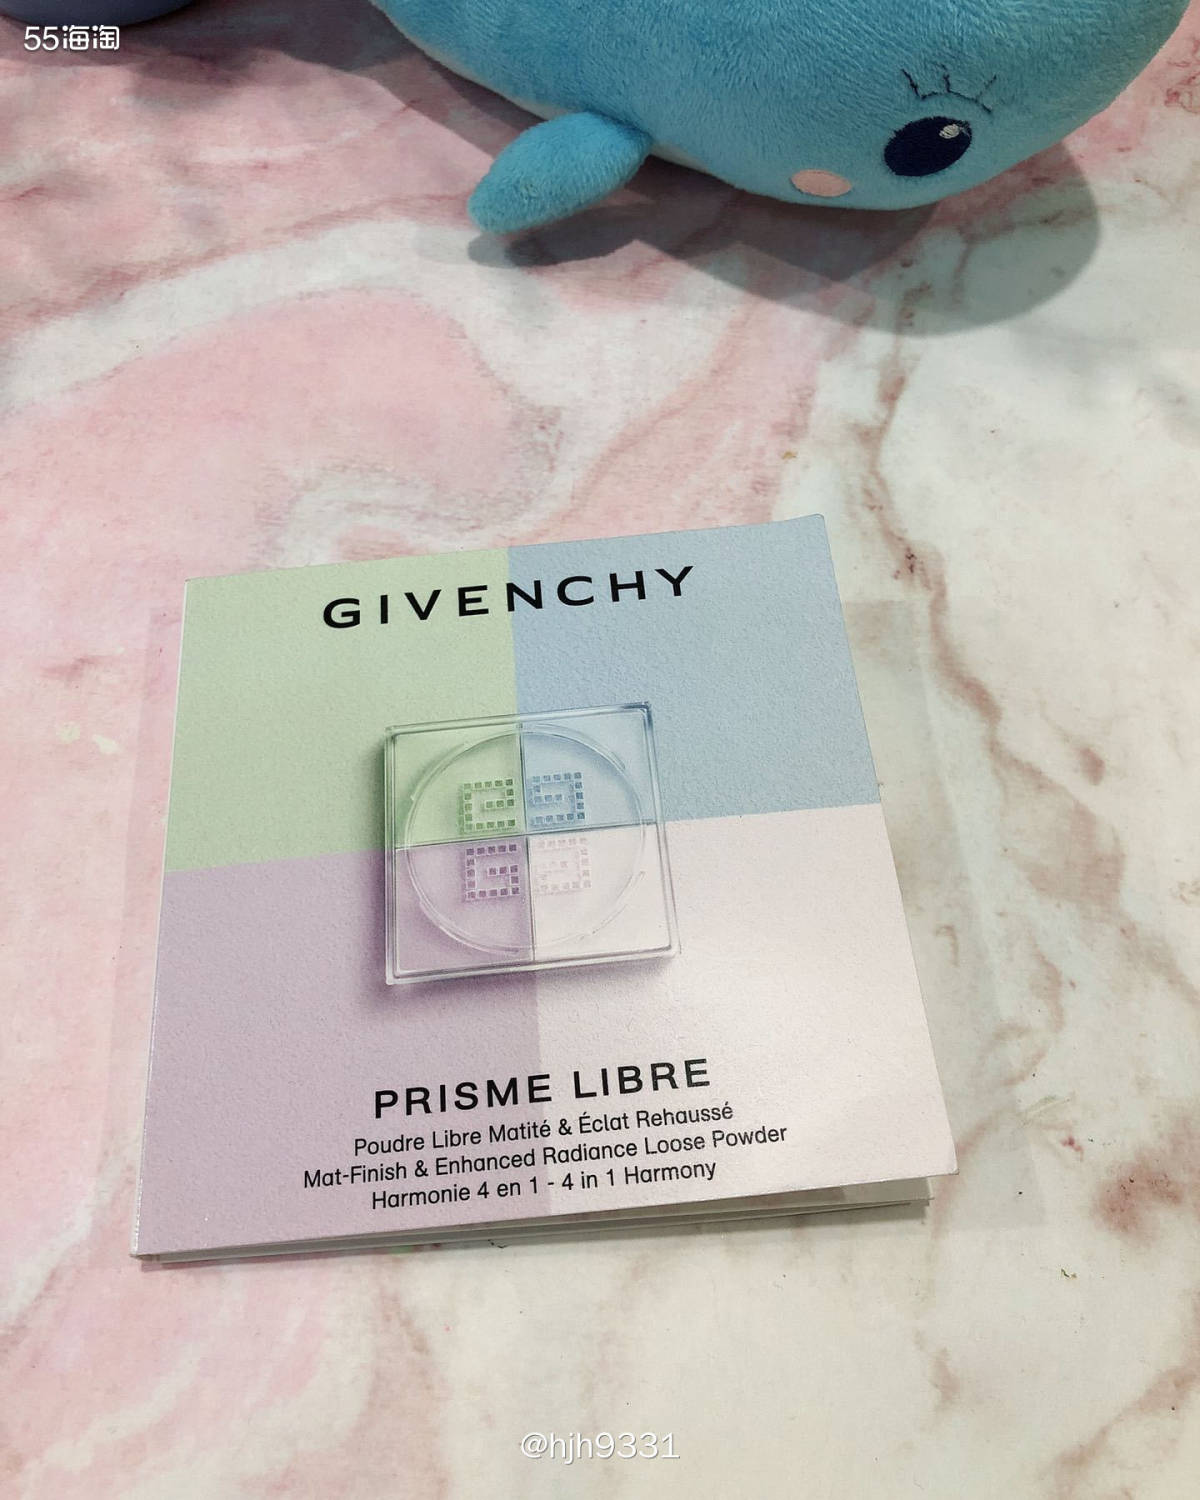 55海淘
GIVENCHY
PRISME LIBRE
Poudre Libre Matité & Éclat Rehaussé
Mat-Finish & Enhanced Radiance Loose Powder
Harmonie 4 en 1 - 4 in 1 Harmony
@hjh9331